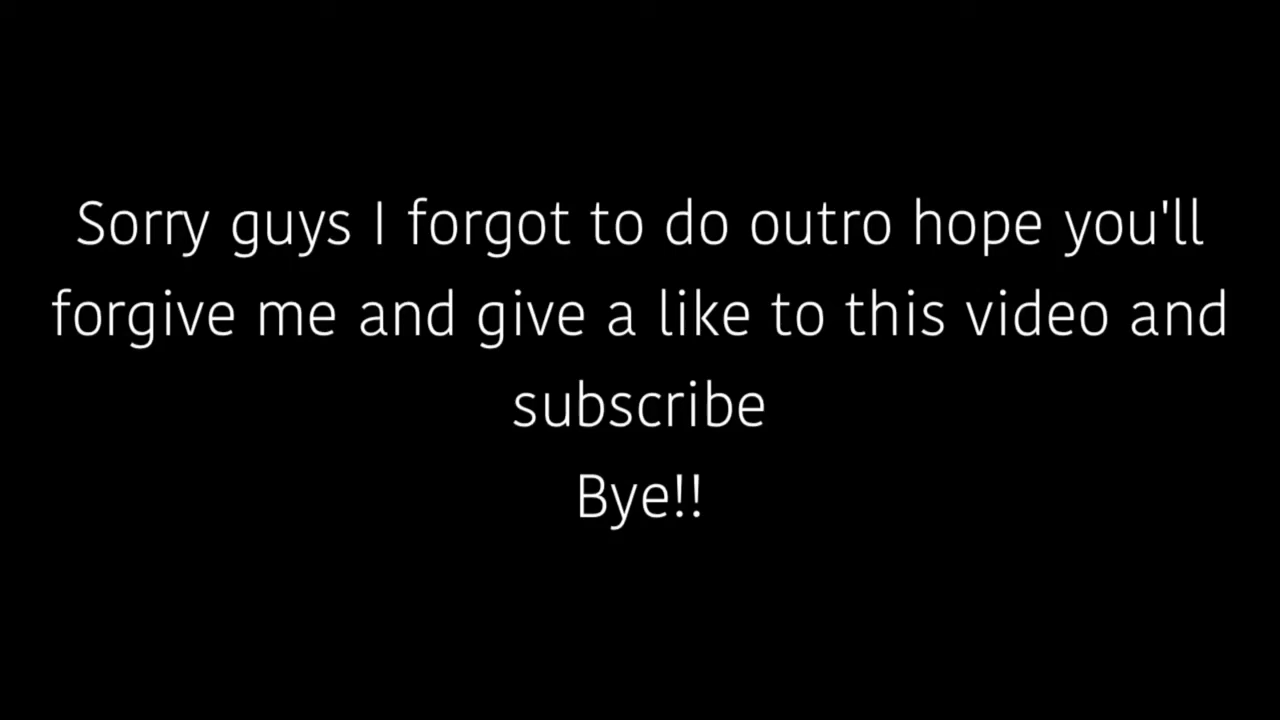 Sorry guys I forgot to do outro hope you'll
forgive me and give a like to this video and
subscribe
Bye!!